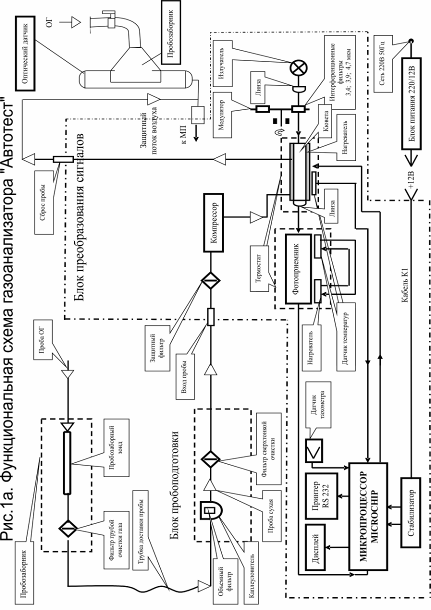 Рис.1а. Функциональная схема газоанализатора "Автотест"
Пробозаборник
Проба ОГ
Пробозаборный
зонд
Фильтр грубой
очистки газа
Трубка доставки пробы
Блок пробоподготовки
Объемный
фильтр
Каплеуловитель
Проба сухая
Фильтр скрутонкой
очистки
Вход пробы
Защитный
фильтр
Компрессор
Блок преобразования сигналов
Сброс пробы
Оптический датчик
ОГ
Пробозаборник
Защитный
поток воздуха
к МП
Излучатель
Линза
Модулятор
Интерференционные
фильтры
3,4; 3,9; 4,7 мкм
Кювета
Нагреватель
Линза
Термостат
Фотоприемник
Нагреватель
Датчик температур
Датчик
тахометра
Принтер
RS 232
Дисплей
МИКРОПРОЦЕССОР
MICROCHIP
Стабилизатор
Кабель К1
+12В
Блок питания 220/12В
Сеть 220В 50Гц